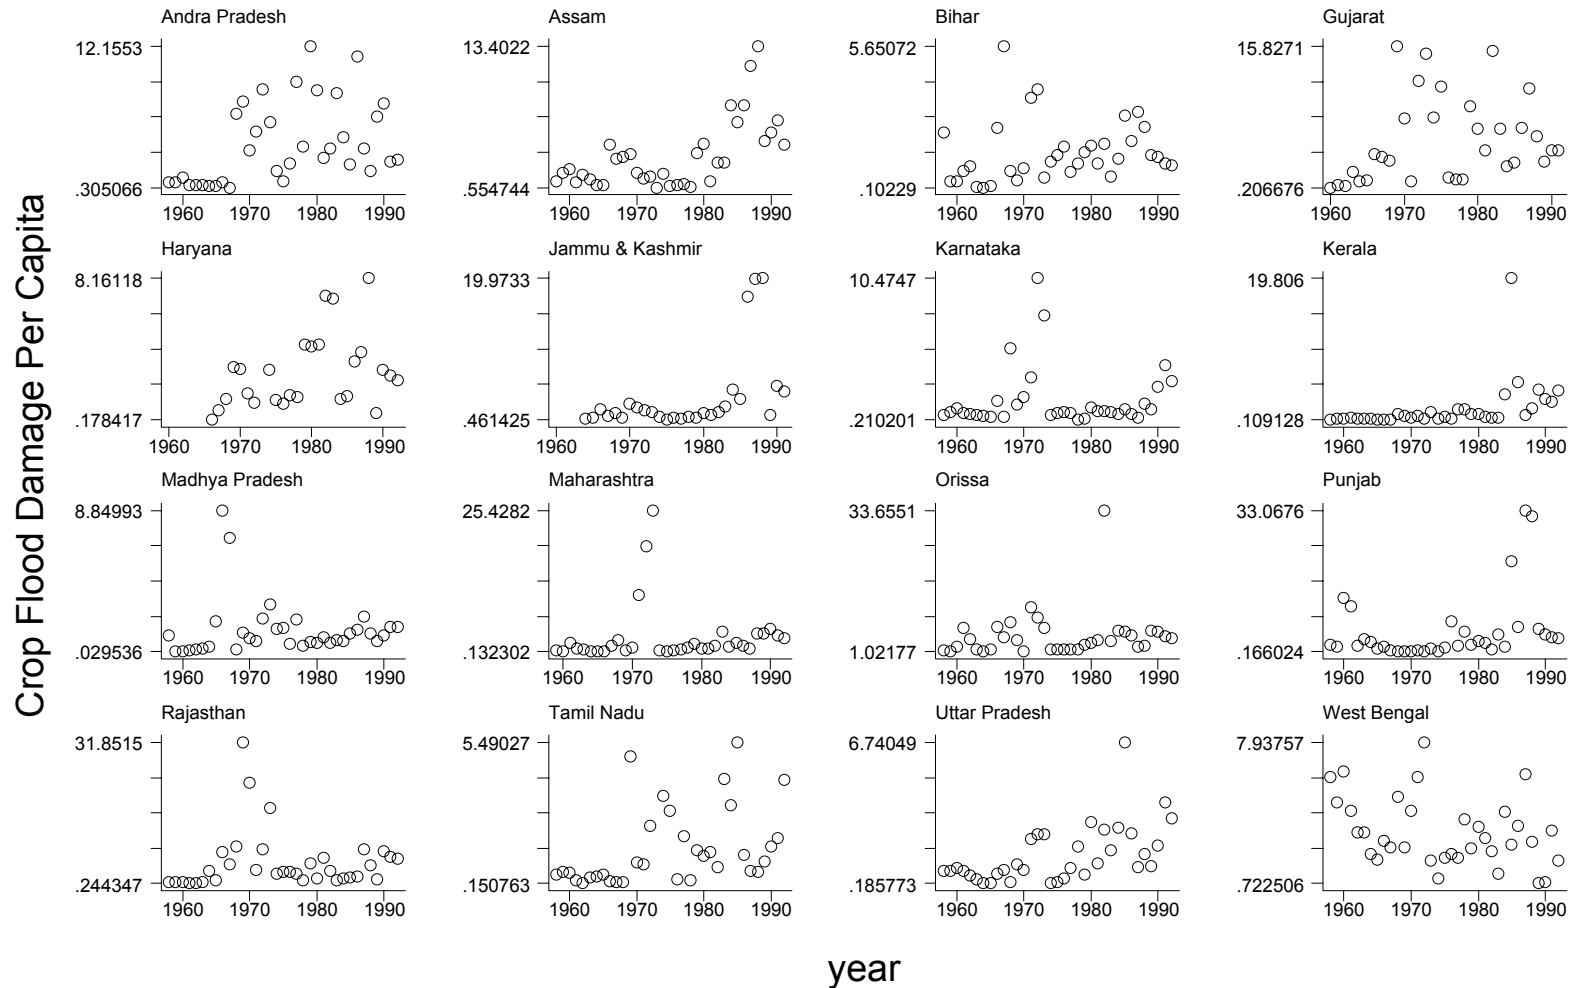 Crop Flood Damage Per Capita
Andra Pradesh
12.1553
.305066
1960 1970 1980 1990
Assam
13.4022
.554744
1960 1970 1980 1990
Bihar
5.65072
.10229
1960 1970 1980 1990
Gujarat
15.8271
.206676
1960 1970 1980 1990
Haryana
8.16118
.178417
1960 1970 1980 1990
Jammu & Kashmir
19.9733
.461425
1960 1970 1980 1990
Karnataka
10.4747
.210201
1960 1970 1980 1990
Kerala
19.806
.109128
1960 1970 1980 1990
Madhya Pradesh
8.84993
.029536
1960 1970 1980 1990
Maharashtra
25.4282
.132302
1960 1970 1980 1990
Orissa
33.6551
1.02177
1960 1970 1980 1990
Punjab
33.0676
.166024
1960 1970 1980 1990
Rajasthan
31.8515
.244347
1960 1970 1980 1990
Tamil Nadu
5.49027
.150763
1960 1970 1980 1990
Uttar Pradesh
6.74049
.185773
1960 1970 1980 1990
West Bengal
7.93757
.722506
1960 1970 1980 1990
year